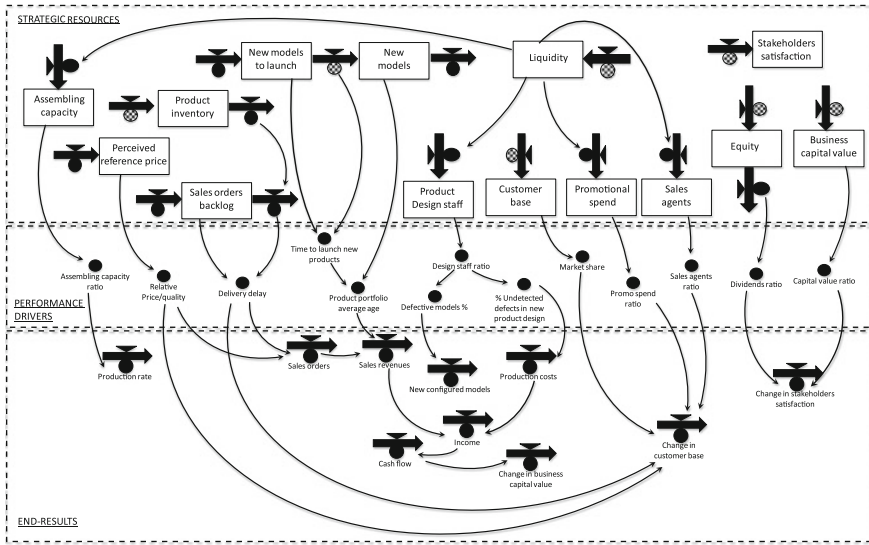 STRATEGIC RESOURCES
New models
to launch
New
models
Liquidity
Stakeholders
satisfaction
Assembling
capacity
Product
inventory
Perceived
reference price
Equity
Business
capital value
Sales orders
backlog
Product
Design staff
Customer
base
Promotional
spend
Sales
agents
Time to launch new
products
Assembling capacity
ratio
Relative
Price/quality
Delivery delay
Product portfolio
average age
Design staff ratio
Defective models %
% Undetected
defects in new
product design
Market share
Promo spend
ratio
Sales agents
ratio
Dividends ratio
Capital value ratio
PERFORMANCE
DRIVERS
Production rate
Sales orders
Sales revenues
New configured models
Production costs
Change in stakeholders
satisfaction
Income
Cash flow
Change in business
capital value
Change in
customer base
END-RESULTS